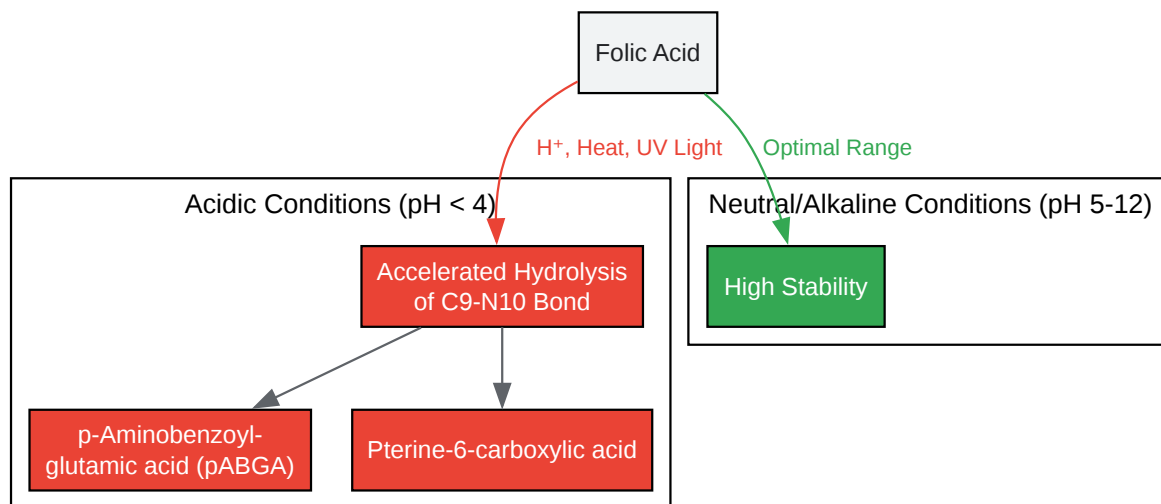 Folic Acid
H⁺, Heat, UV Light
Optimal Range
Acidic Conditions (pH < 4)
Neutral/Alkaline Conditions (pH 5-12)
Accelerated Hydrolysis
of C9-N10 Bond
High Stability
p-Aminobenzoyl-
glutamic acid (pABGA)
Pterine-6-carboxylic acid